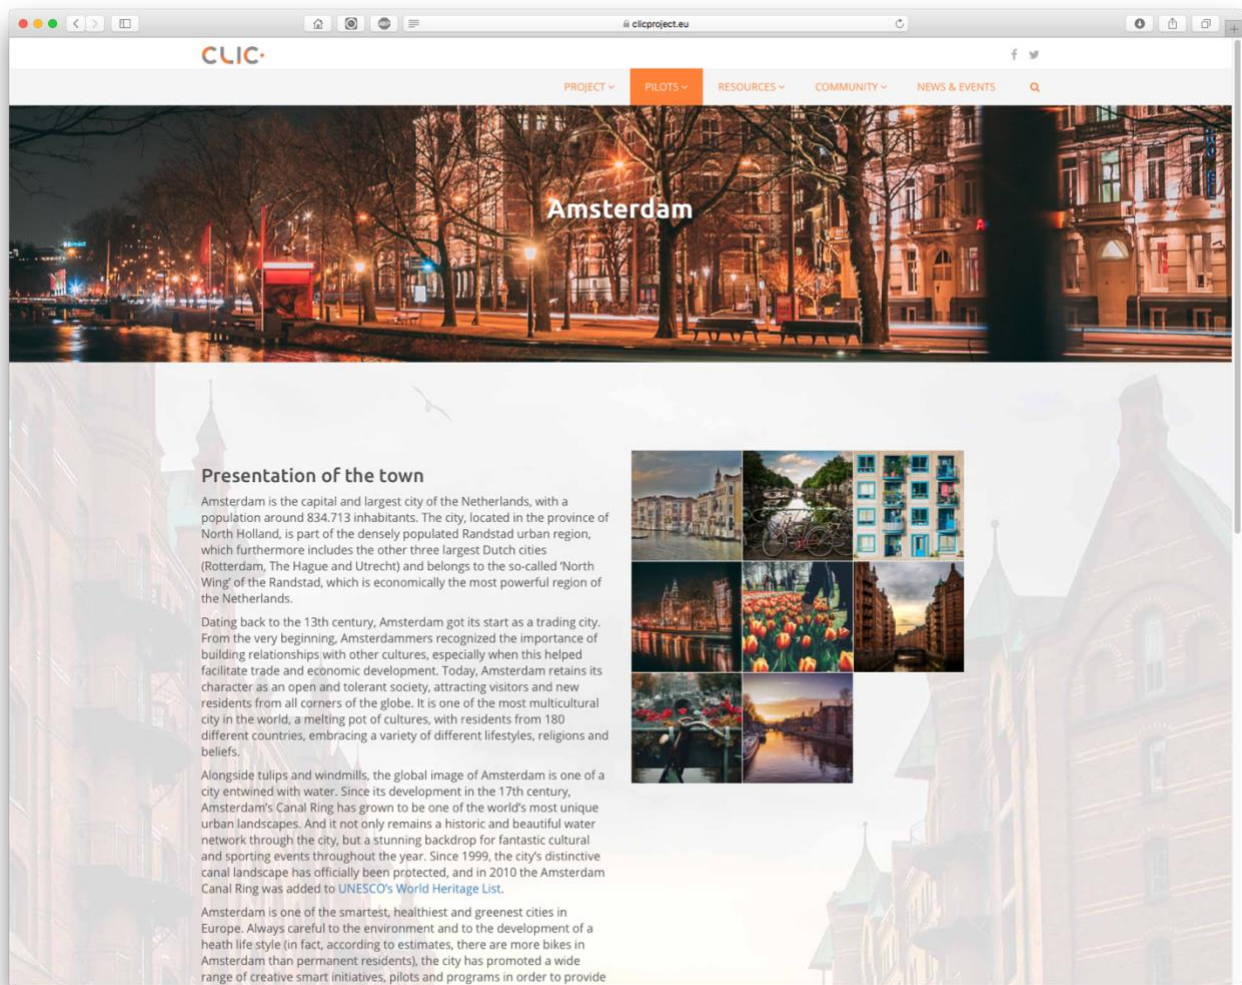 clicproject.eu
CLIC
PROJECT
PILOTS
RESOURCES
COMMUNITY
NEWS & EVENTS
Amsterdam
Presentation of the town
Amsterdam is the capital and largest city of the Netherlands, with a
population around 834.713 inhabitants. The city, located in the province of
North Holland, is part of the densely populated Randstad urban region,
which furthermore includes the other three largest Dutch cities
(Rotterdam, The Hague and Utrecht) and belongs to the so-called ‘North
Wing’ of the Randstad, which is economically the most powerful region of
the Netherlands.
Dating back to the 13th century, Amsterdam got its start as a trading city.
From the very beginning, Amsterdammers recognized the importance of
building relationships with other cultures, especially when this helped
facilitate trade and economic development. Today, Amsterdam retains its
character as an open and tolerant society, attracting visitors and new
residents from all corners of the globe. It is one of the most multicultural
city in the world, a melting pot of cultures, with residents from 180
different countries, embracing a variety of different lifestyles, religions and
beliefs.
Alongside tulips and windmills, the global image of Amsterdam is one of a
city entwined with water. Since its development in the 17th century,
Amsterdam’s Canal Ring has grown to be one of the world’s most unique
urban landscapes. And it not only remains a historic and beautiful water
network through the city, but a stunning backdrop for fantastic cultural
and sporting events throughout the year. Since 1999, the city’s distinctive
canal landscape has officially been protected, and in 2010 the Amsterdam
Canal Ring was added to UNESCO’s World Heritage List.
Amsterdam is one of the smartest, healthiest and greenest cities in
Europe. Always careful to the environment and to the development of a
heath life style (in fact, according to estimates, there are more bikes in
Amsterdam than permanent residents), the city has promoted a wide
range of creative smart initiatives, pilots and programs in order to provide